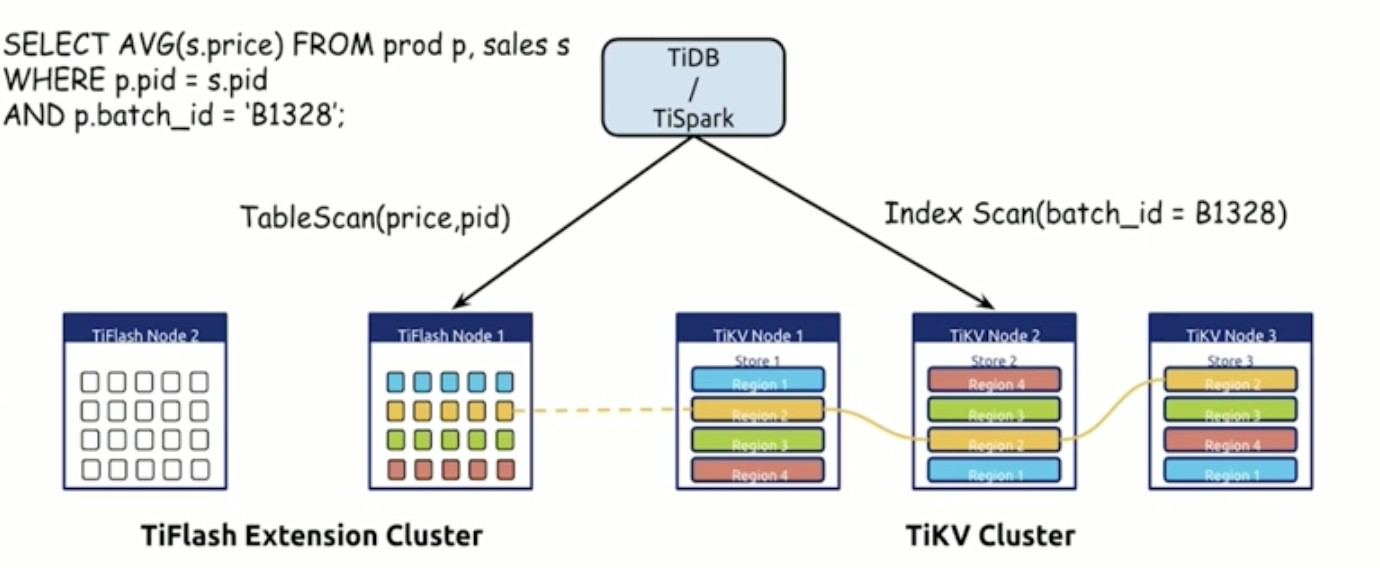 SELECT AVG(s.price) FROM prod p, sales s
WHERE p.pid = s.pid
AND p.batch_id = ‘B1328’;
TiDB
/
TiSpark
TableScan(price,pid)
Index Scan(batch_id = B1328)
TiFlash Node 2
TiFlash Node 1
TiKV Node 1
Store 1
Region 1
Region 2
Region 3
Region 4
TiKV Node 2
Store 2
Region 4
Region 3
Region 2
Region 1
TiKV Node 3
Store 3
Region 2
Region 3
Region 4
Region 1
TiFlash Extension Cluster
TiKV Cluster